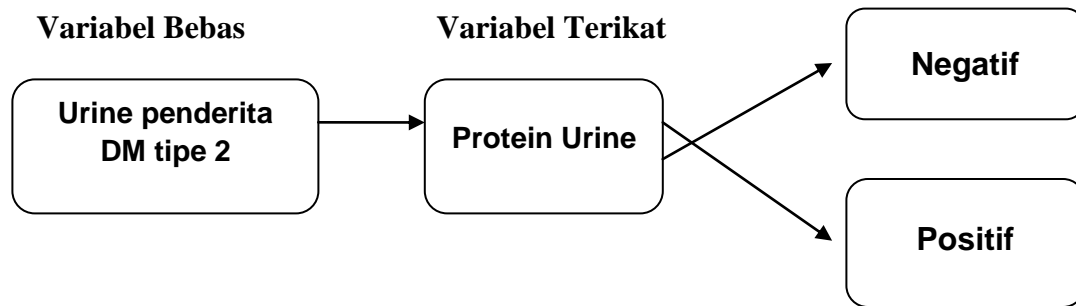 Variabel Bebas
Variabel Terikat
Urine penderita
DM tipe 2
Protein Urine
Negatif
Positif